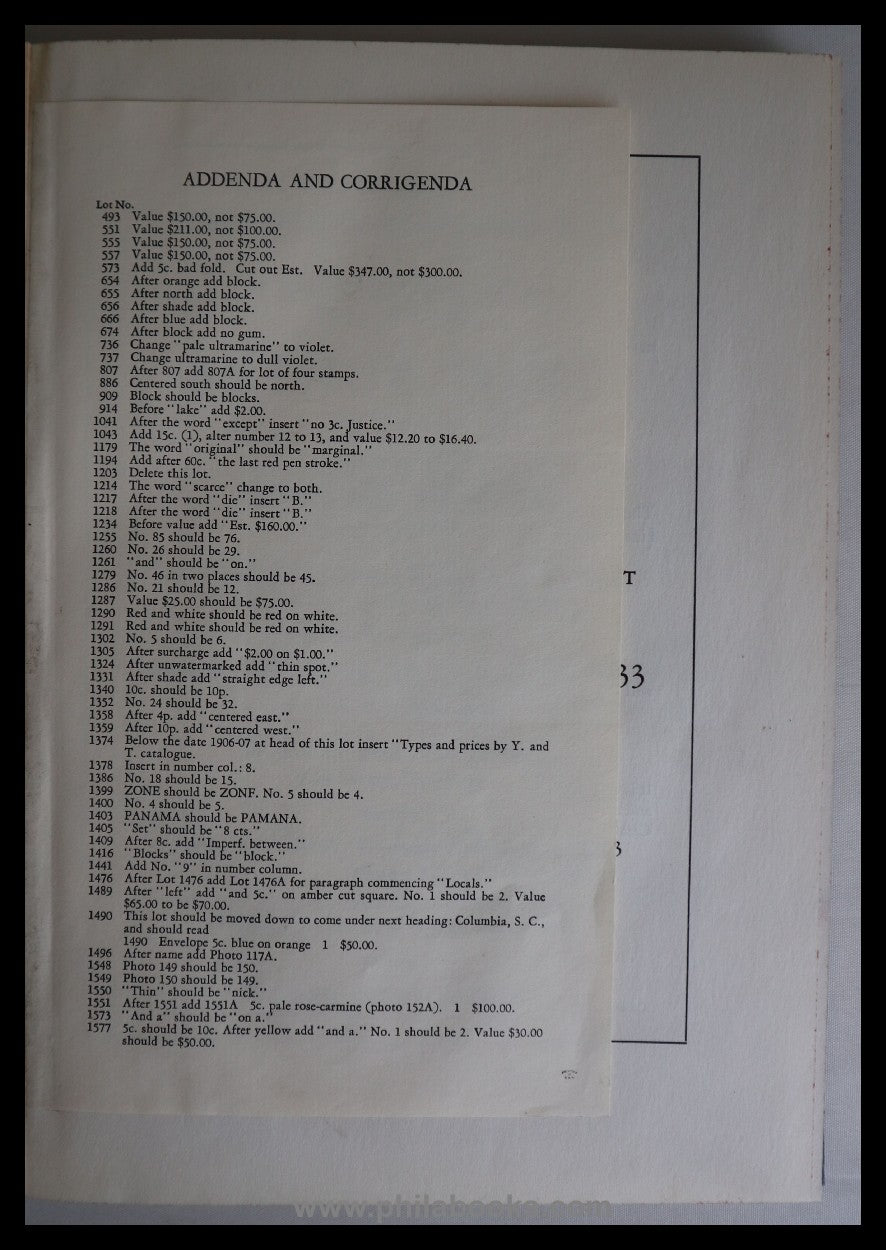 ADDENDA AND CORRIGENDA
Lot No.
493 Value $150.00, not $75.00.
551 Value $211.00, not $100.00.
555 Value $150.00, not $75.00.
557 Value $150.00, not $75.00.
573 Add 5c. bad fold. Cut out Est. Value $347.00, not $300.00.
654 After orange add block.
655 After north add block.
656 After shade add block.
666 After blue add block.
674 After block add no gum.
736 Change "pale ultramarine" to violet.
737 Change ultramarine to dull violet.
807 After 807 add 807A for lot of four stamps.
886 Centered south should be north.
909 Block should be blocks.
914 Before "lake" add $2.00.
1041 After the word "except" insert "no 3c. Justice."
1043 Add 15c. (1), alter number 12 to 13, and value $12.20 to $16.40.
1179 The word "original" should be "marginal."
1194 Add after 60c. "the last red pen stroke."
1203 Delete this lot.
1214 The word "scarce" change to both.
1217 After the word "die" insert "B."
1218 After the word "die" insert "B."
1234 Before value add "Est. $160.00."
1255 No. 85 should be 76.
1260 No. 26 should be 29.
1261 "and" should be "on."
1279 No. 46 in two places should be 45.
1286 No. 21 should be 12.
1287 Value $25.00 should be $75.00.
1290 Red and white should be red on white.
1291 Red and white should be red on white.
1302 No. 5 should be 6.
1305 After surcharge add "$2.00 on $1.00."
1324 After unwatermarked add "thin spot."
1331 After shade add "straight edge left."
1340 10c. should be 10p.
1352 No. 24 should be 32.
1358 After 4p. add "centered east."
1359 After 10p. add "centered west."
1374 Below the date 1906-07 at head of this lot insert "Types and prices by Y. and
T. catalogue.
1378 Insert in number col.: 8.
1386 No. 18 should be 15.
1399 ZONE should be ZONF. No. 5 should be 4.
1400 No. 4 should be 5.
1403 PANAMA should be PAMANA.
1405 "Set" should be "8 cts."
1409 After 8c. add "Imperf. between."
1416 "Blocks" should be "block."
1441 Add No. "9" in number column.
1476 After Lot 1476 add Lot 1476A for paragraph commencing "Locals."
1489 After "left" add "and 5c." on amber cut square. No. 1 should be 2. Value
$65.00 to be $70.00.
1490 This lot should be moved down to come under next heading: Columbia, S. C.,
and should read
1490 Envelope 5c. blue on orange 1 $50.00.
1496 After name add Photo 117A.
1548 Photo 149 should be 150.
1549 Photo 150 should be 149.
1550 "Thin" should be "nick."
1551 After 1551 add 1551A 5c. pale rose-carmine (photo 152A). 1 $100.00.
1573 "And a" should be "on a."
1577 5c. should be 10c. After yellow add "and a." No. 1 should be 2. Value $30.00
should be $50.00.
T
33
3
www.philabooks.com